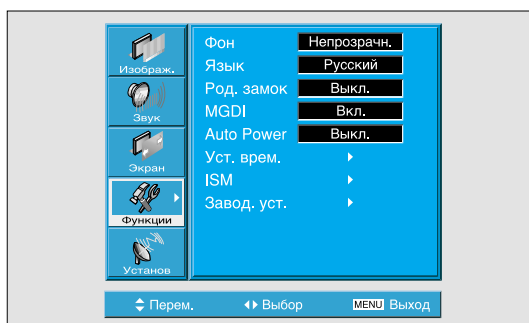 Изображ.
Звук
Экран
Функции
Установ
Фон Непрозрачн.
Язык Русский
Род. замок Выкл.
MGDI Вкл.
Auto Power Выкл.
Уст. врем.
ISM
Завод. уст.
Перем. Выбор MENU Выход